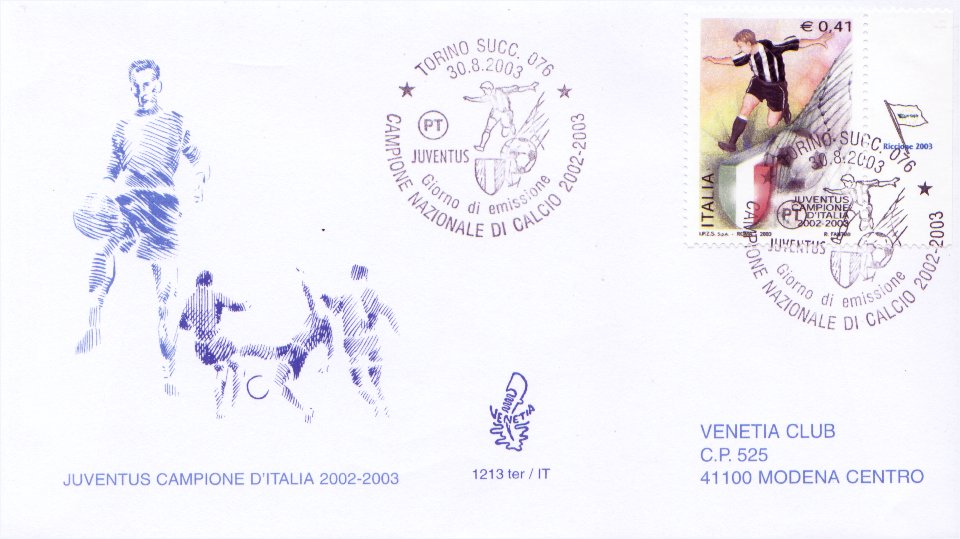 TORINO SUCC. 076
30.8.2003
PT
JUVENTUS
Giorno di emissione
CAMPIONE NAZIONALE DI CALCIO 2002-2003
€ 0,41
ITALIA
JUVENTUS
CAMPIONE
D'ITALIA
2002-2003
I.P.Z.S. S.p.A. - ROMA - 2003
Europa
Riccione 2003
TORINO SUCC. 076
30.8.2003
PT
JUVENTUS
Giorno di emissione
CAMPIONE NAZIONALE DI CALCIO 2002-2003
VENETIA
1213 ter / IT
JUVENTUS CAMPIONE D'ITALIA 2002-2003
VENETIA CLUB
C.P. 525
41100 MODENA CENTRO